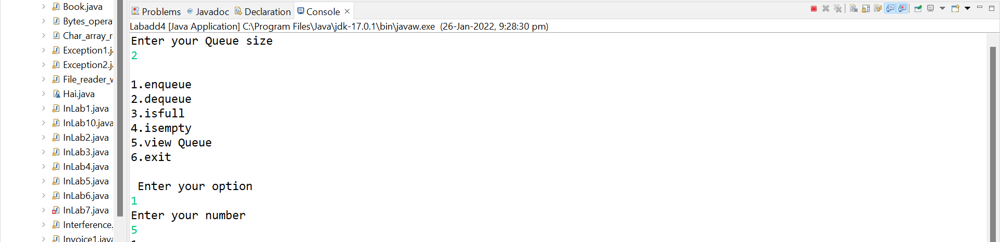 Book.java
Bytes_opera
Char_array_r
Exception1.ja
Exception2.ja
File_reader_w
Hai.java
InLab1.java
InLab10.java
InLab2.java
InLab3.java
InLab4.java
InLab5.java
InLab6.java
InLab7.java
Interference.
Invoice1.java
Problems @ Javadoc Declaration Console
Labadd4 [Java Application] C:\Program Files\Java\jdk-17.0.1\bin\javaw.exe (26-Jan-2022, 9:28:30 pm)
Enter your Queue size
2
1.enqueue
2.dequeue
3.isfull
4.isempty
5.view Queue
6.exit
Enter your option
1
Enter your number
5